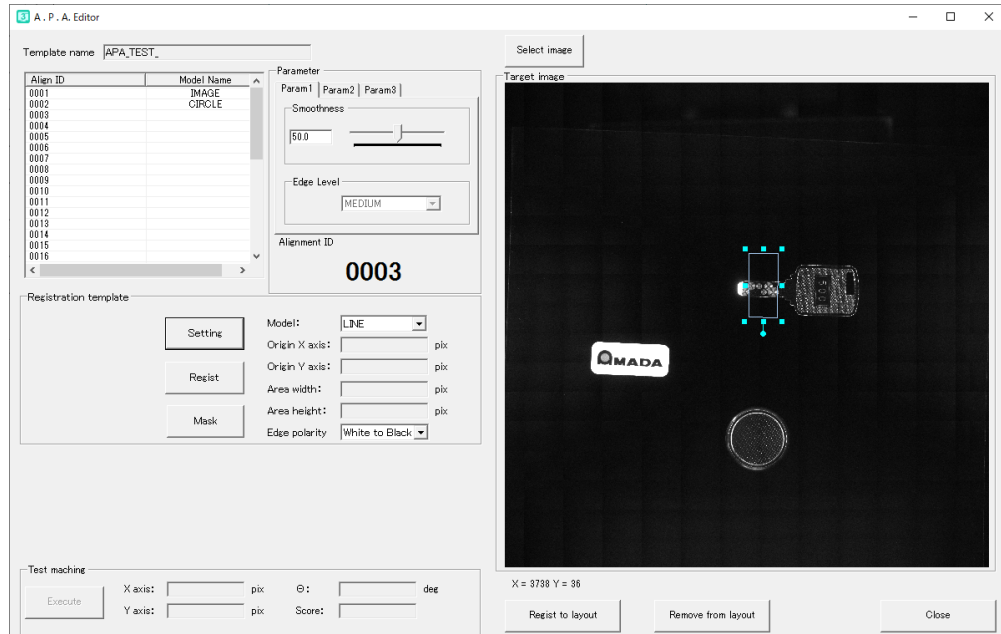 A . P . A. Editor
Template name APA_TEST_
Select image
Align ID Model Name
0001 IMAGE
0002 CIRCLE
0003
0004
0005
0006
0007
0008
0009
0010
0011
0012
0013
0014
0015
0016
Parameter
Param1 Param2 Param3
Smoothness
50.0
Edge Level
MEDIUM
Alignment ID
0003
Target image
500
AMADA
Registration template
Setting
Regist
Mask
Model: LINE
Origin X axis: pix
Origin Y axis: pix
Area width: pix
Area height: pix
Edge polarity White to Black
Test maching
Execute
X axis: pix Θ: deg
Y axis: pix Score:
X = 3738 Y = 36
Regist to layout Remove from layout Close